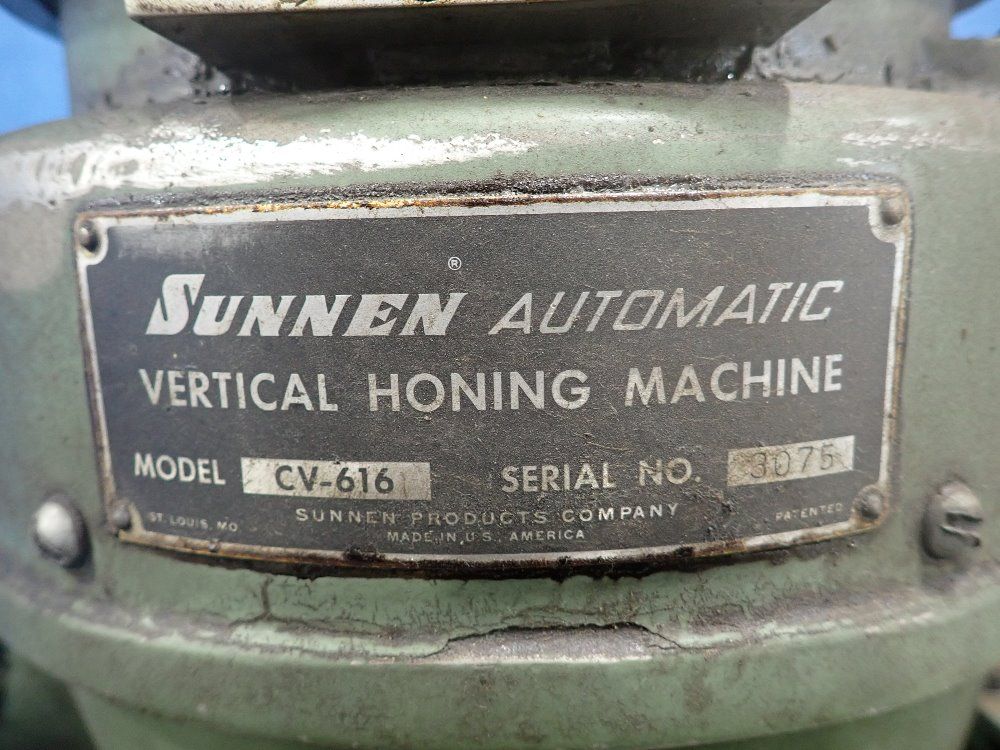 SUNNEN® AUTOMATIC
VERTICAL HONING MACHINE
MODEL CV-616 SERIAL NO. 3075
ST. LOUIS, MO SUNNEN PRODUCTS COMPANY PATENTED
MADE IN U.S. AMERICA